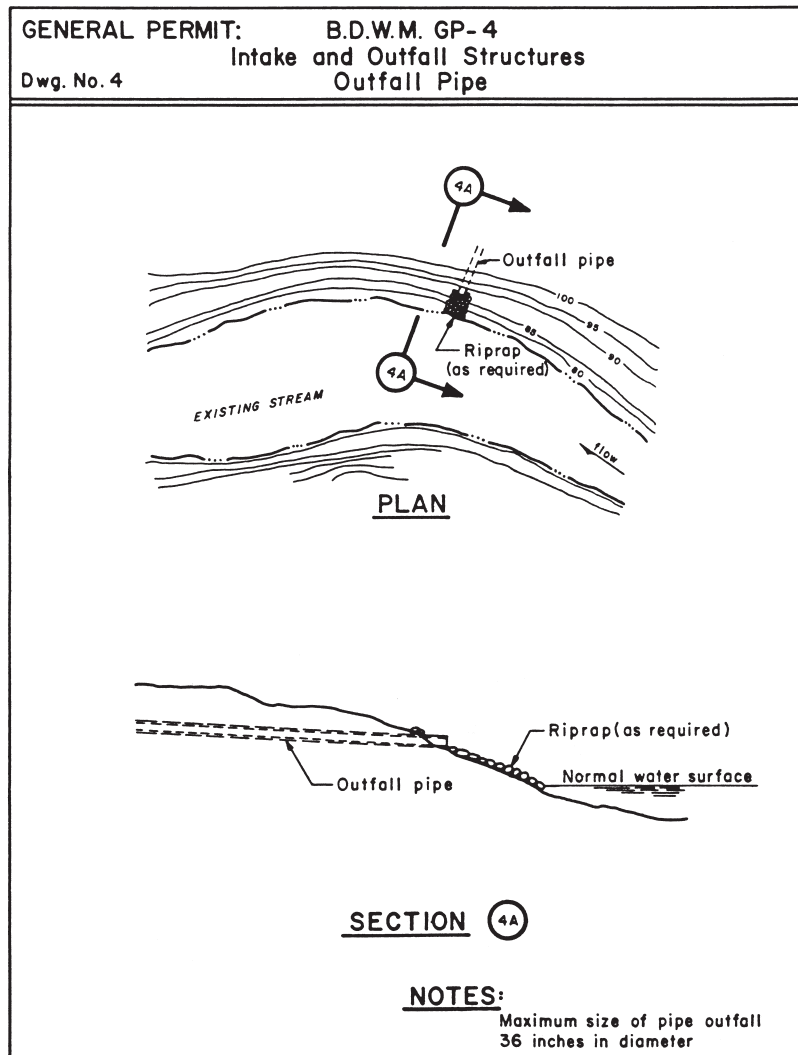 GENERAL PERMIT: B.D.W.M. GP-4
Intake and Outfall Structures
Dwg. No. 4 Outfall Pipe
4A
Outfall pipe
100
95
90
85
80
Riprap
(as required)
4A
EXISTING STREAM
flow
PLAN
Riprap (as required)
Normal water surface
Outfall pipe
SECTION 4A
NOTES:
Maximum size of pipe outfall
36 inches in diameter